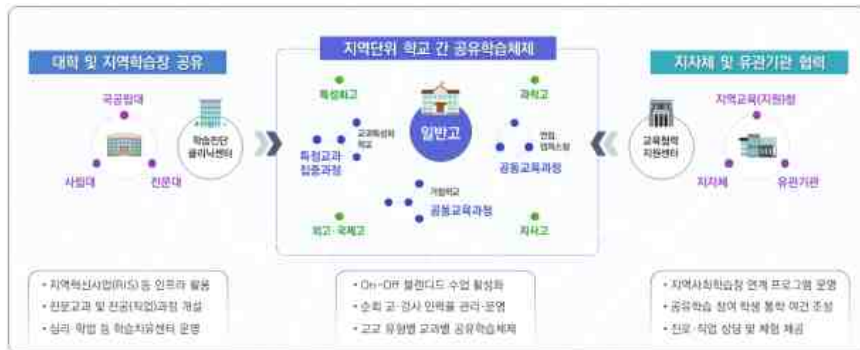 대학 및 지역학습장 공유
지역단위 학교 간 공유학습체제
지자체 및 유관기관 협력
국공립대
사립대
전문대
학습진단
클리닉센터
특성화고
과학고
일반고
교과특성화
학교
특정교과
집중과정
연합
캠퍼스형
공동교육과정
거점학교
공동교육과정
외고·국제고
자사고
교육협력
지원센터
지역교육(지원)청
지자체
유관기관
• 지역혁신사업(RIS) 등 인프라 활용
• 전문교과 및 전공(직업)과정 개설
• 심리·학업 등 학습치유센터 운영
• On-Off 블렌디드 수업 활성화
• 순회 교·강사 인력풀 관리·운영
• 고교 유형별 교과별 공유학습체제
• 지역사회학습장 연계 프로그램 운영
• 공유학습 참여 학생 통학 여건 조성
• 진로·직업 상담 및 체험 제공